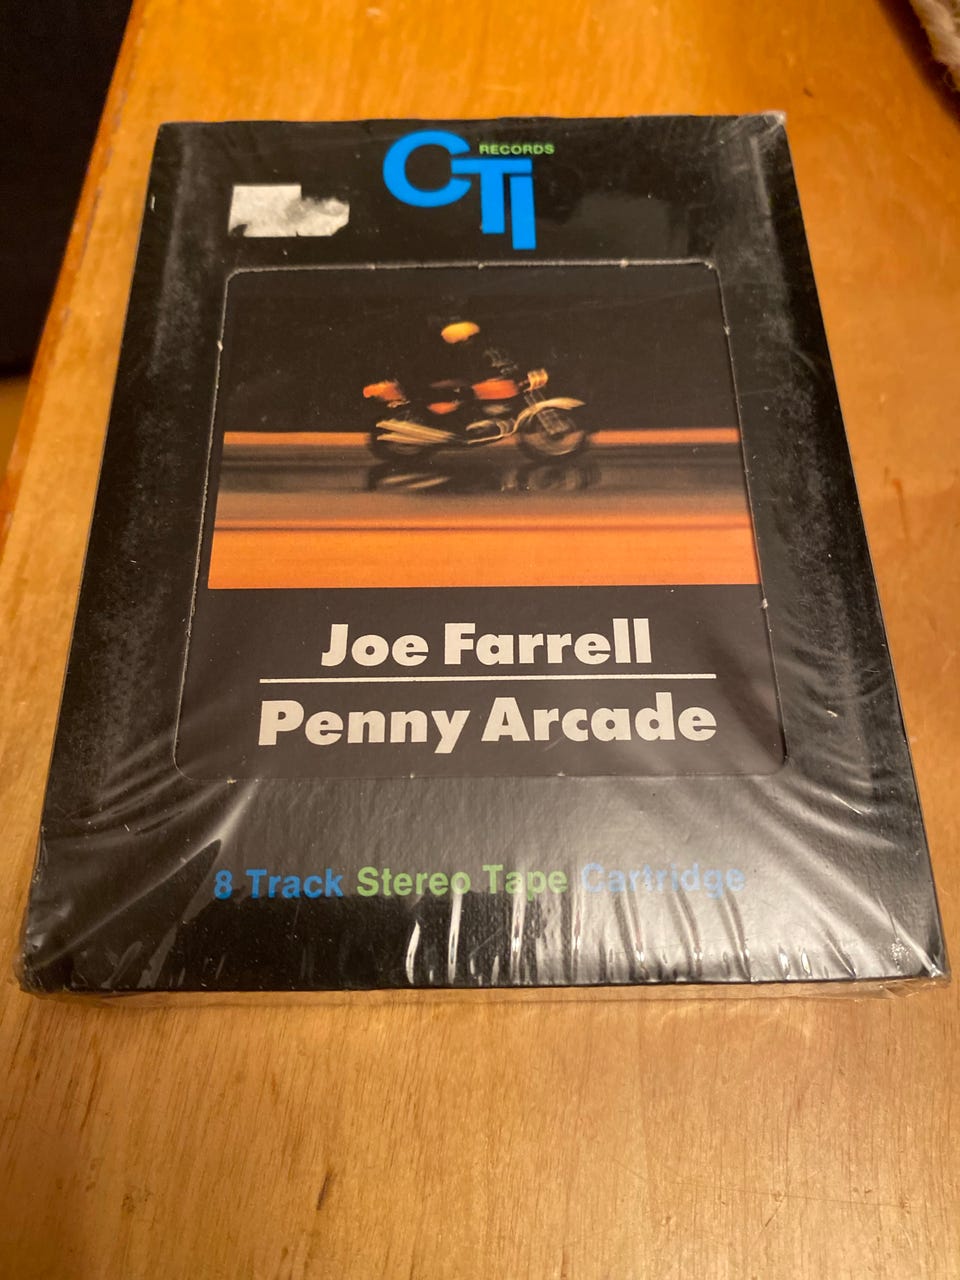 CTI RECORDS
Joe Farrell
Penny Arcade
8 Track Stereo Tape Cartridge